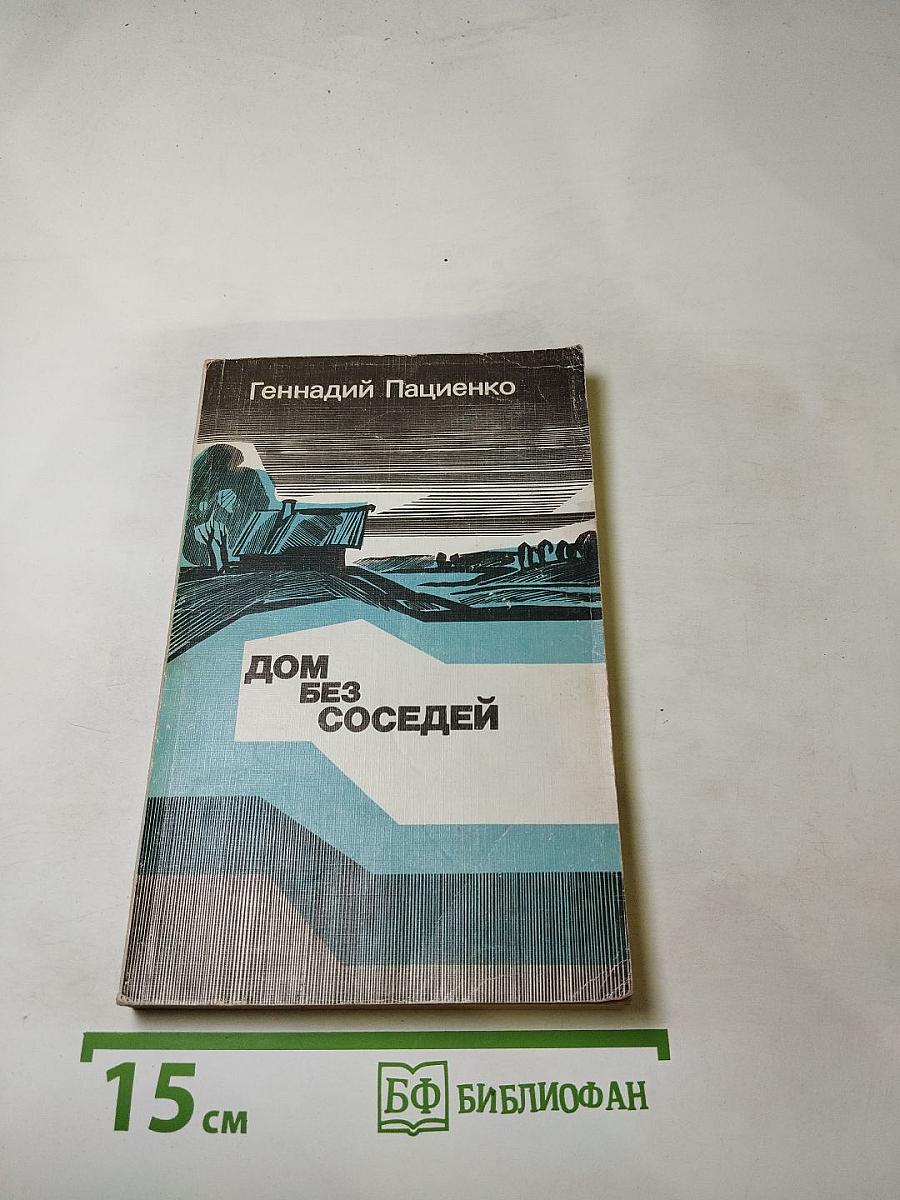 Геннадий Пациенко
ДОМ
БЕЗ
СОСЕДЕЙ
15 см
БФ БИБЛИОФАН